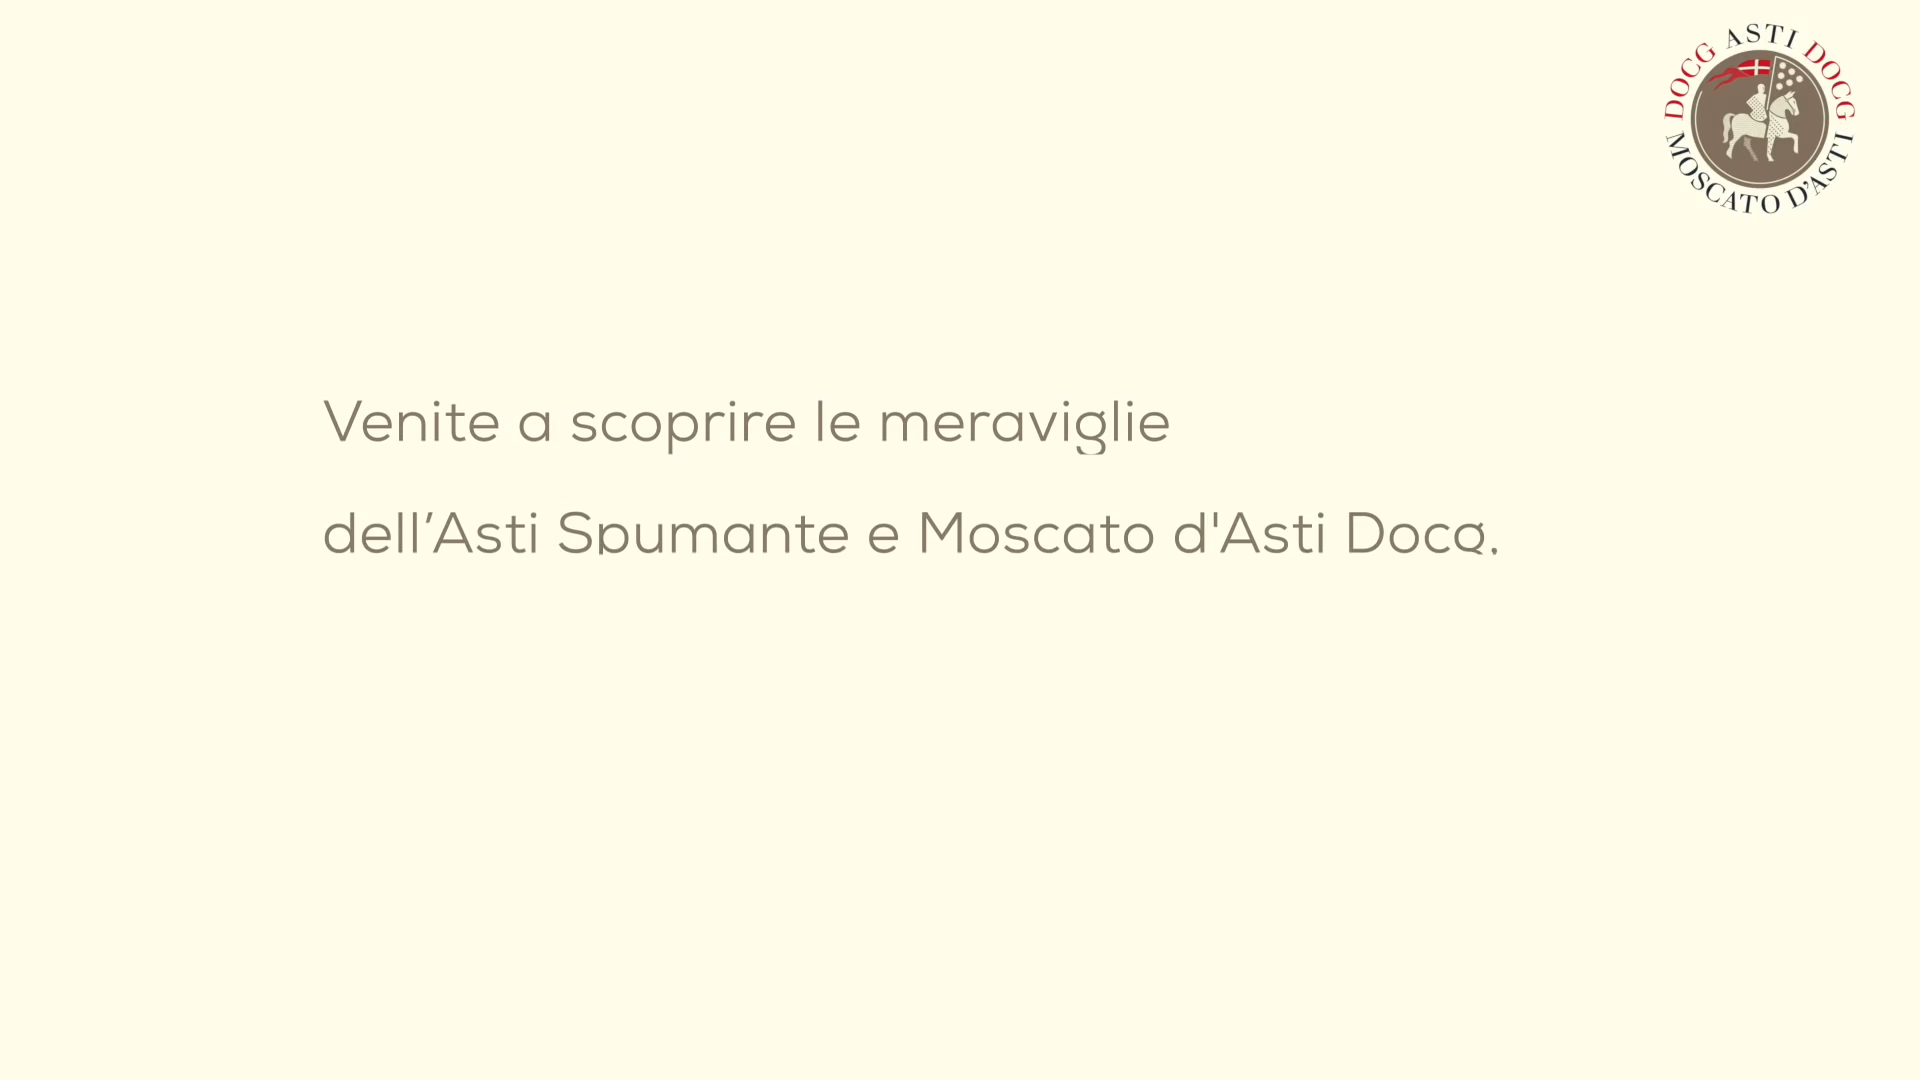 DOCG ASTI DOCG
MOSCATO D'ASTI
Venite a scoprire le meraviglie
dell’Asti Spumante e Moscato d'Asti Docg,